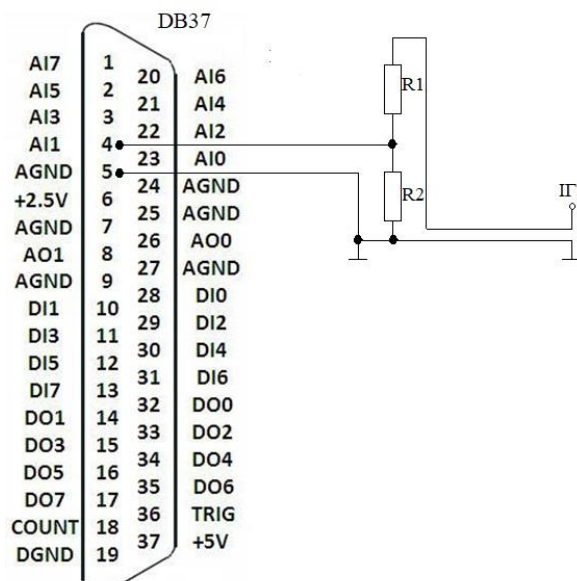 DB37
AI7 1
20 AI6
AI5 2
21 AI4
AI3 3
22 AI2
AI1 4
23 AI0
AGND 5
24 AGND
+2.5V 6
25 AGND
AGND 7
26 AO0
AO1 8
27 AGND
AGND 9
28 DI0
DI1 10
29 DI2
DI3 11
30 DI4
DI5 12
31 DI6
DI7 13
32 DO0
DO1 14
33 DO2
DO3 15
34 DO4
DO5 16
35 DO6
DO7 17
36 TRIG
COUNT 18
37 +5V
DGND 19
R1
R2
ІГ